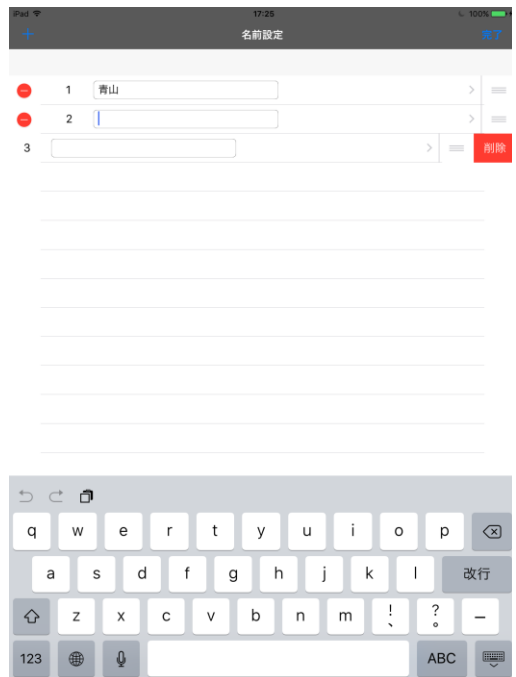 iPad 17:25 100%
+ 名前設定 完了
1 青山
2
3 削除
q w e r t y u i o p
a s d f g h j k l 改行
z x c v b n m ! 、 ? 。 –
123 ABC